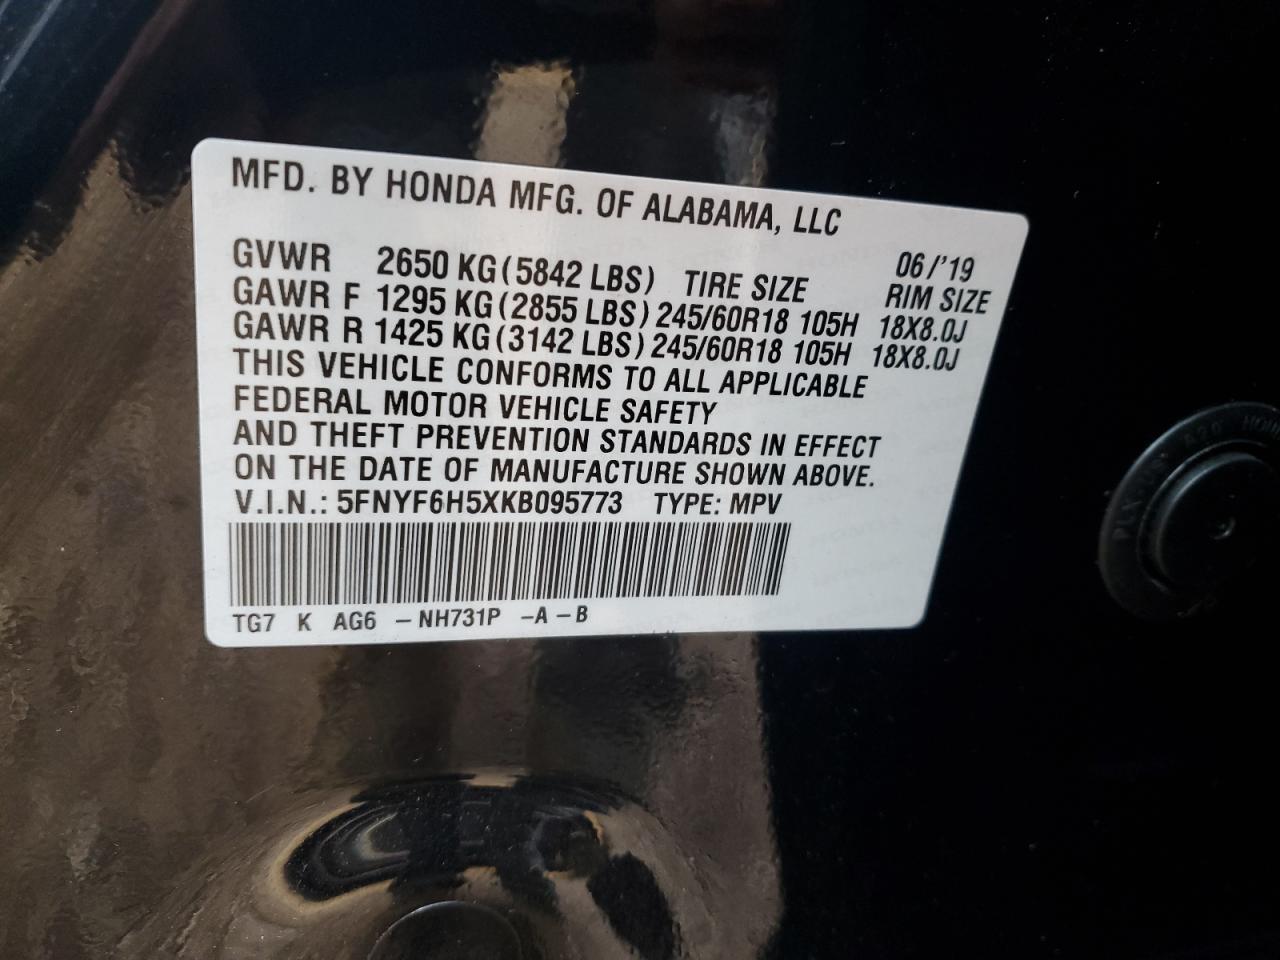 MFD. BY HONDA MFG. OF ALABAMA, LLC
06/'19
GVWR 2650 KG(5842 LBS) TIRE SIZE RIM SIZE
GAWR F 1295 KG(2855 LBS) 245/60R18 105H 18X8.0J
GAWR R 1425 KG(3142 LBS) 245/60R18 105H 18X8.0J
THIS VEHICLE CONFORMS TO ALL APPLICABLE
FEDERAL MOTOR VEHICLE SAFETY
AND THEFT PREVENTION STANDARDS IN EFFECT
ON THE DATE OF MANUFACTURE SHOWN ABOVE.
V.I.N.: 5FNYF6H5XKB095773 TYPE: MPV
TG7 K AG6 -NH731P -A-B